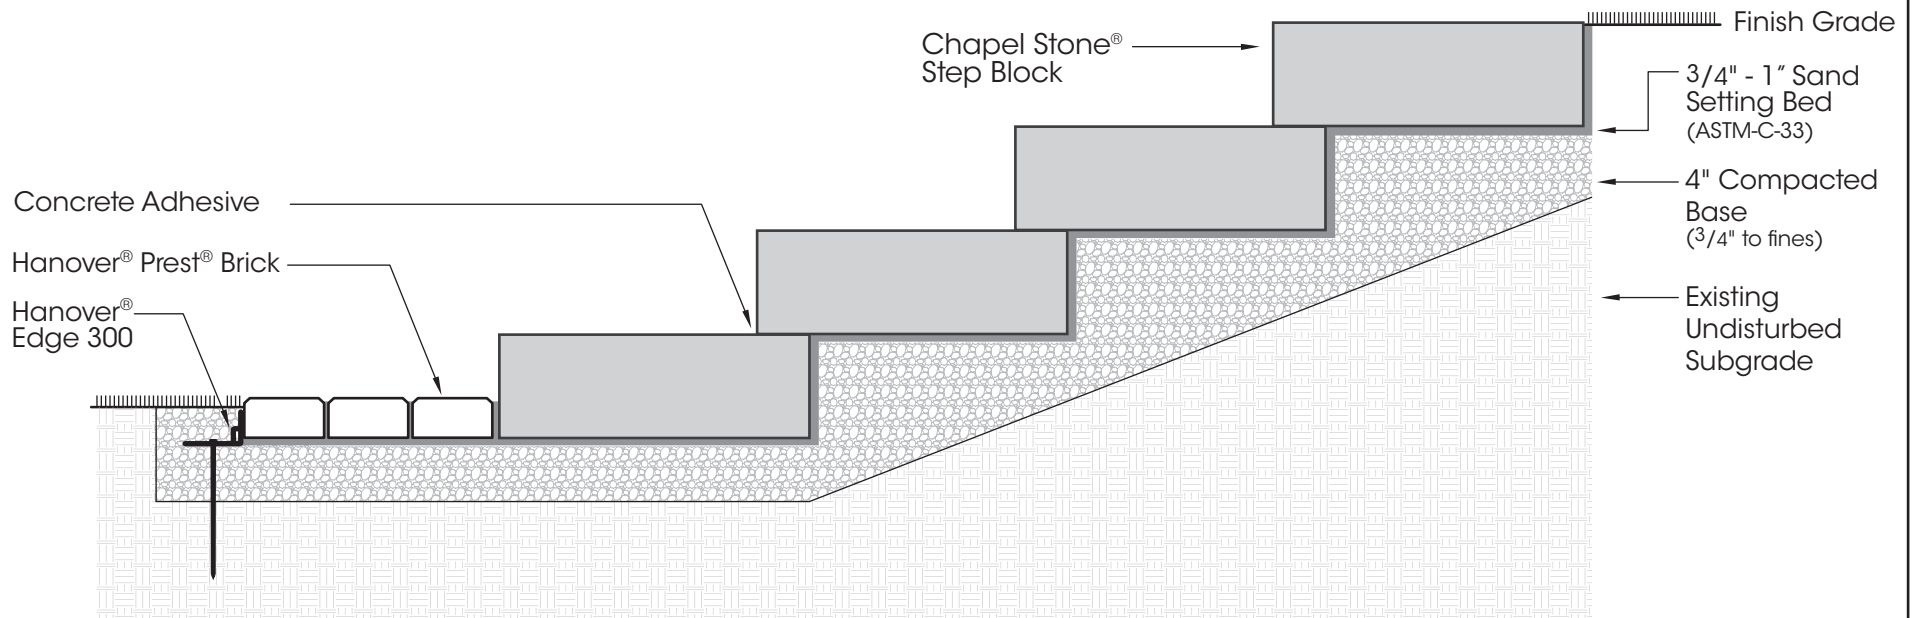 Finish Grade
Chapel Stone®
Step Block
3/4" - 1" Sand
Setting Bed
(ASTM-C-33)
4" Compacted
Base
(3/4" to fines)
Concrete Adhesive
Hanover® Prest® Brick
Hanover®
Edge 300
Existing
Undisturbed
Subgrade